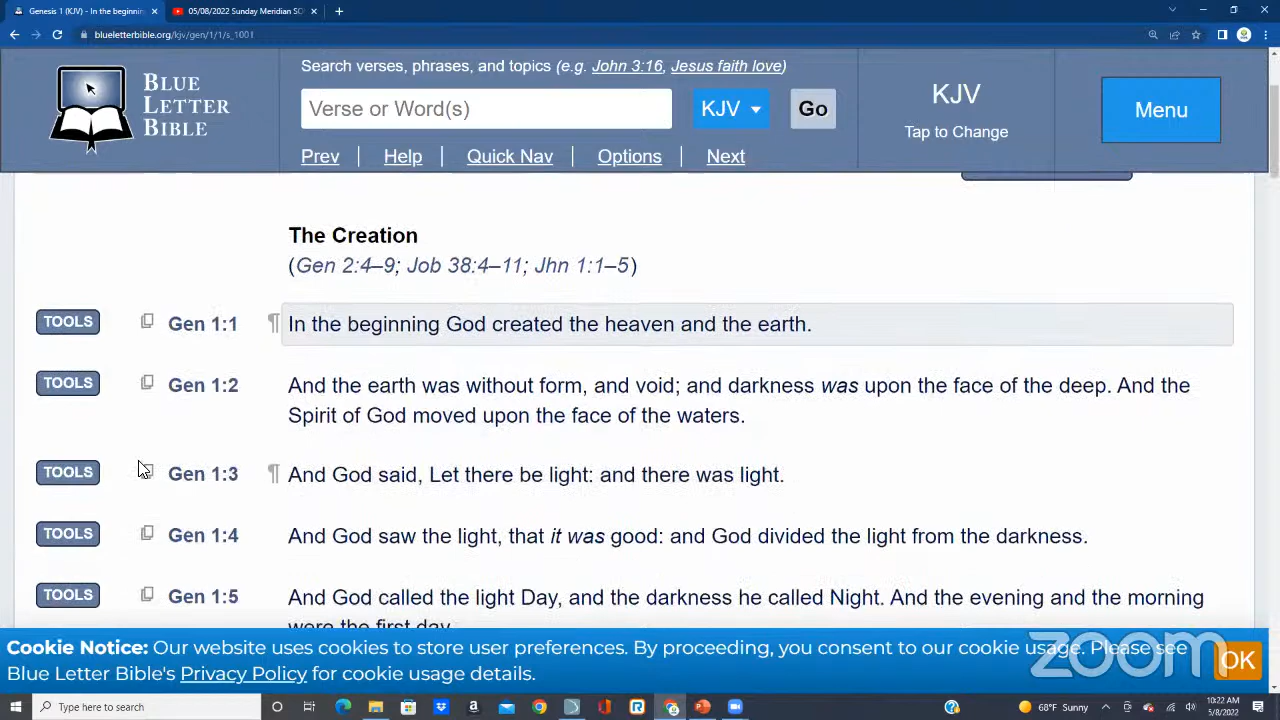 Genesis 1 (KJV) - In the beginnin
05/08/2022 Sunday Meridian S
blueletterbible.org/kjv/gen/1/1/s_1001
BLUE
LETTER
BIBLE
Search verses, phrases, and topics (e.g. John 3:16, Jesus faith love)
Verse or Word(s)
KJV
Go
Prev
Help
Quick Nav
Options
Next
KJV
Tap to Change
Menu
The Creation
(Gen 2:4–9; Job 38:4–11; Jhn 1:1–5)
TOOLS Gen 1:1 ¶ In the beginning God created the heaven and the earth.
TOOLS Gen 1:2 And the earth was without form, and void; and darkness was upon the face of the deep. And the
Spirit of God moved upon the face of the waters.
TOOLS Gen 1:3 ¶ And God said, Let there be light: and there was light.
TOOLS Gen 1:4 And God saw the light, that it was good: and God divided the light from the darkness.
TOOLS Gen 1:5 And God called the light Day, and the darkness he called Night. And the evening and the morning
were the first day.
Cookie Notice: Our website uses cookies to store user preferences. By proceeding, you consent to our cookie usage. Please see
Blue Letter Bible's Privacy Policy for cookie usage details.
OK
zoom
Type here to search
68°F Sunny
10:22 AM
5/8/2022